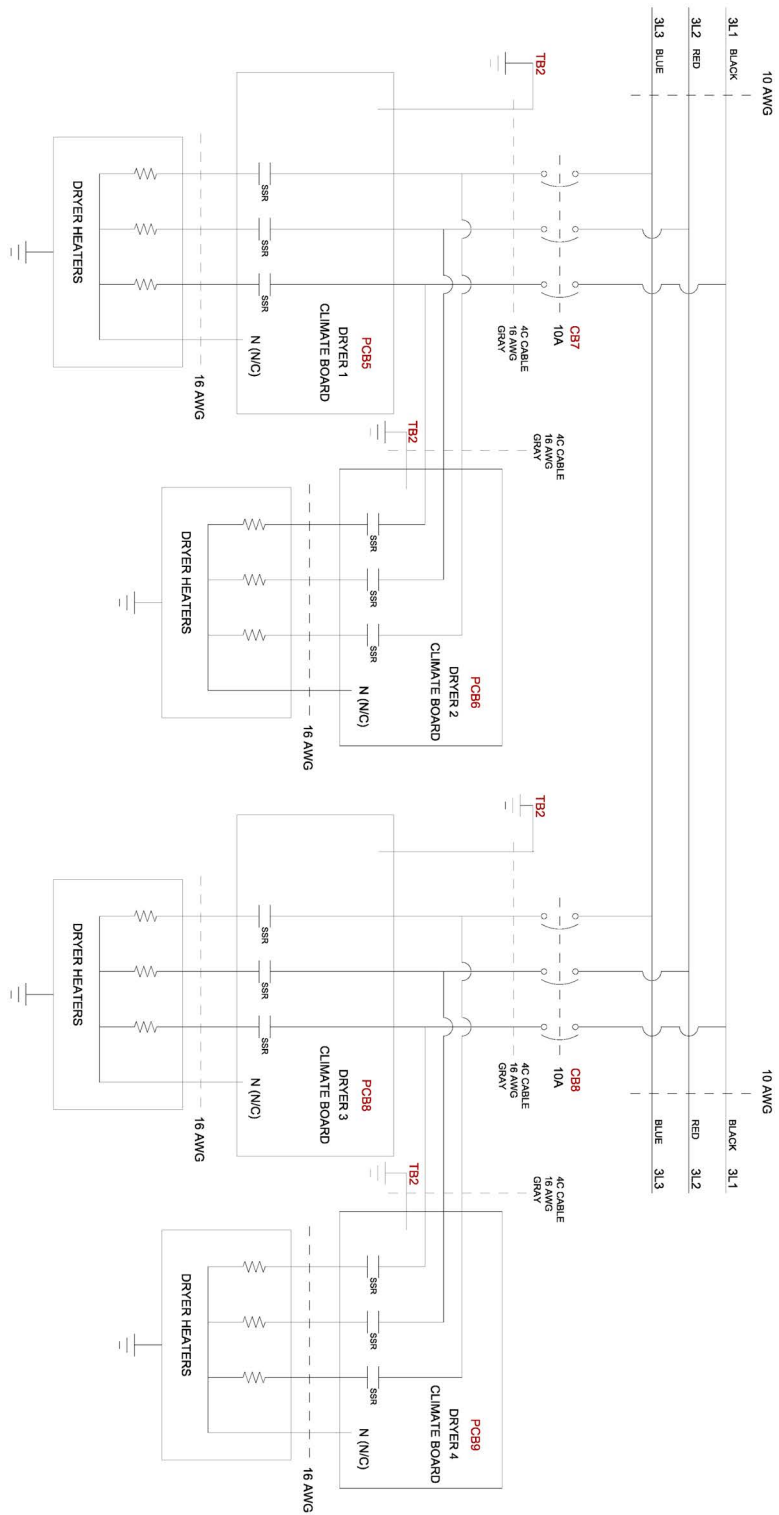 10 AWG
3L1 BLACK
3L2 RED
3L3 BLUE
10 AWG
BLACK 3L1
RED 3L2
BLUE 3L3
CB7
10A
4C CABLE
16 AWG
GRAY
TB2
PCB5
DRYER 1
CLIMATE BOARD
SSR
SSR
SSR
N (N/C)
16 AWG
DRYER HEATERS
4C CABLE
16 AWG
GRAY
TB2
PCB6
DRYER 2
CLIMATE BOARD
SSR
SSR
SSR
N (N/C)
16 AWG
DRYER HEATERS
CB8
10A
4C CABLE
16 AWG
GRAY
TB2
PCB8
DRYER 3
CLIMATE BOARD
SSR
SSR
SSR
N (N/C)
16 AWG
DRYER HEATERS
4C CABLE
16 AWG
GRAY
TB2
PCB9
DRYER 4
CLIMATE BOARD
SSR
SSR
SSR
N (N/C)
16 AWG
DRYER HEATERS